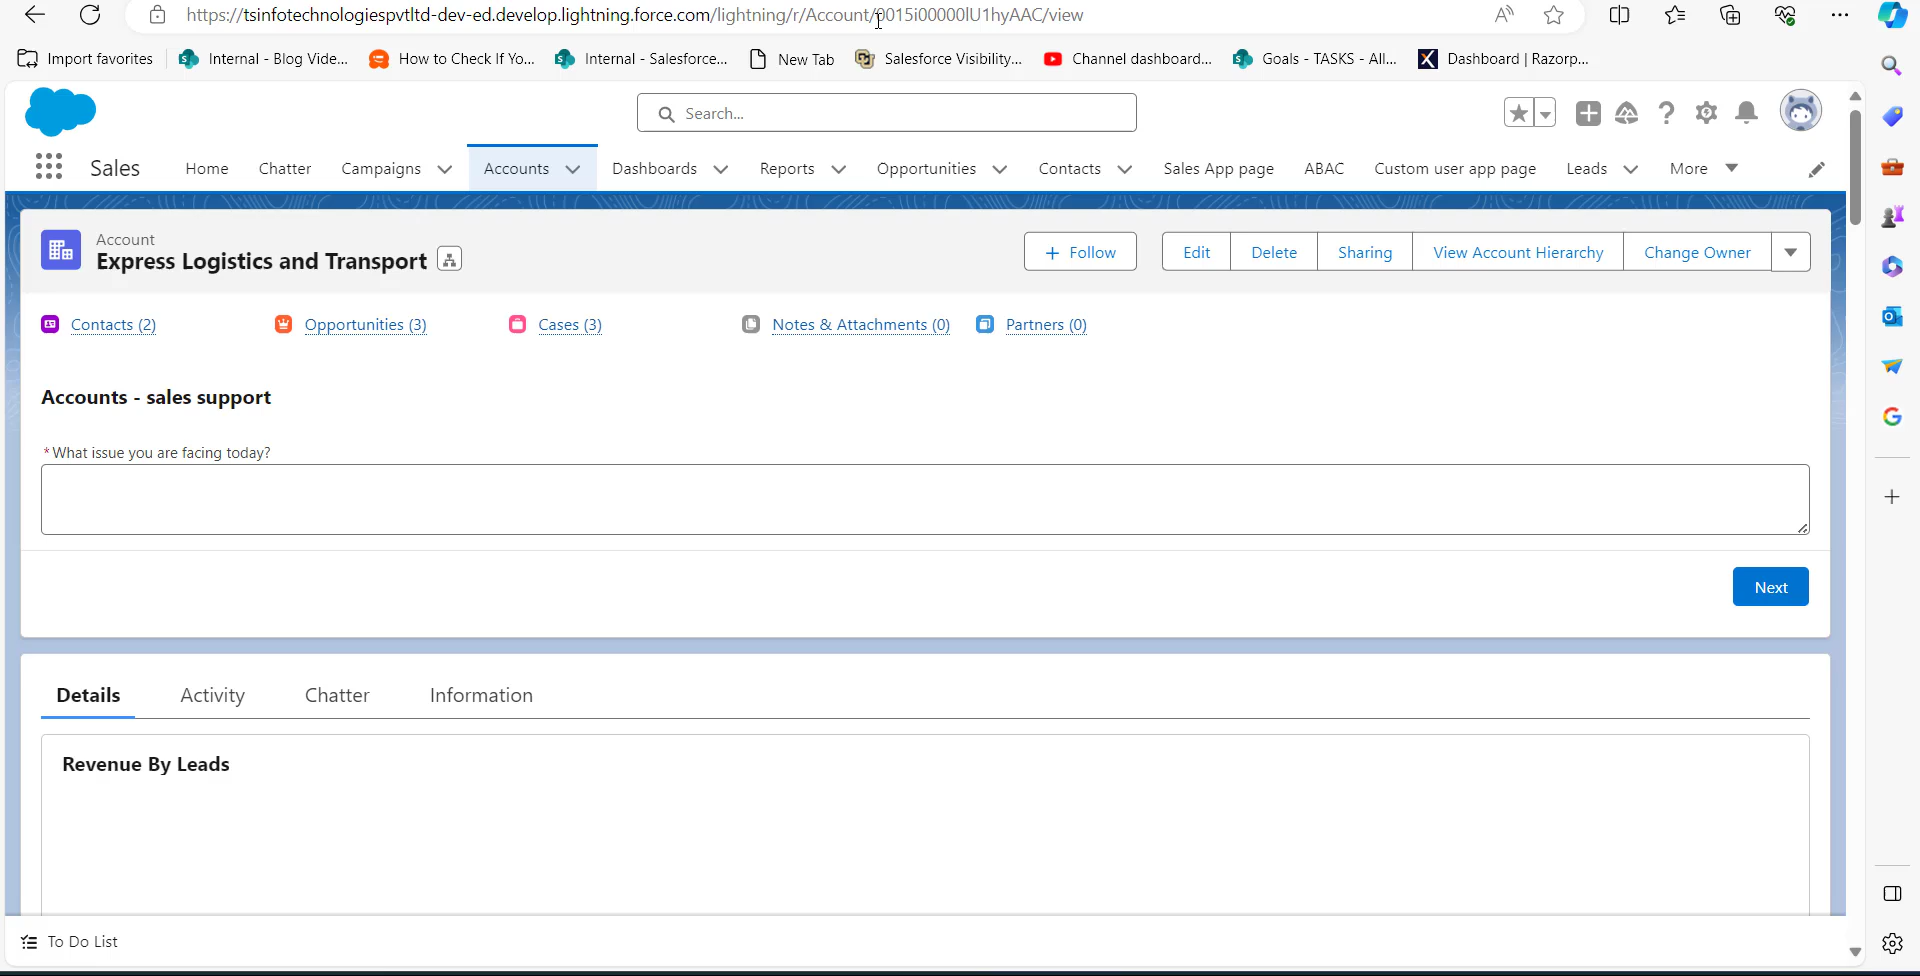 https://tsinfotechnologiespvtltd-dev-ed.develop.lightning.force.com/lightning/r/Account/0015i00000lU1hyAAC/view
Import favorites
Internal - Blog Vide...
How to Check If Yo...
Internal - Salesforce...
New Tab
Salesforce Visibility...
Channel dashboard...
Goals - TASKS - All...
Dashboard | Razorp...
Search...
Sales
Home
Chatter
Campaigns
Accounts
Dashboards
Reports
Opportunities
Contacts
Sales App page
ABAC
Custom user app page
Leads
More
Account
Express Logistics and Transport
+ Follow
Edit
Delete
Sharing
View Account Hierarchy
Change Owner
Contacts (2)
Opportunities (3)
Cases (3)
Notes & Attachments (0)
Partners (0)
Accounts - sales support
*What issue you are facing today?
Next
Details
Activity
Chatter
Information
Revenue By Leads
To Do List